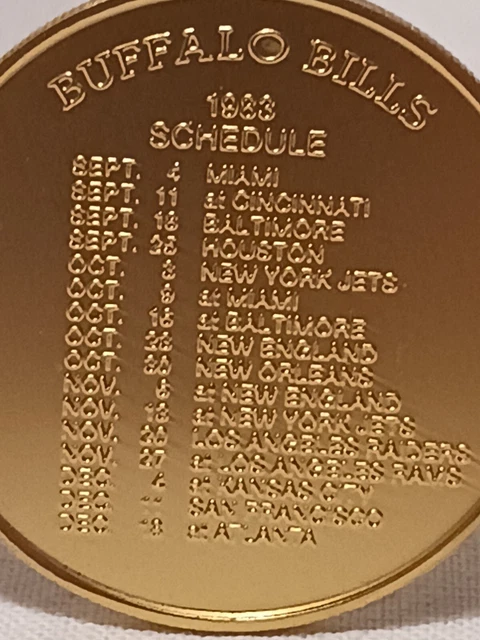 BUFFALO BILLS
1983
SCHEDULE
SEPT. 4 MIAMI
SEPT. 11 at CINCINNATI
SEPT. 18 BALTIMORE
SEPT. 25 HOUSTON
OCT. 3 NEW YORK JETS
OCT. 9 at MIAMI
OCT. 16 at BALTIMORE
OCT. 23 NEW ENGLAND
OCT. 30 NEW ORLEANS
NOV. 6 at NEW ENGLAND
NOV. 13 at NEW YORK JETS
NOV. 20 LOS ANGELES RAIDERS
NOV. 27 at LOS ANGELES RAMS
DEC. 4 at KANSAS CITY
DEC. 11 SAN FRANCISCO
DEC. 18 at ATLANTA